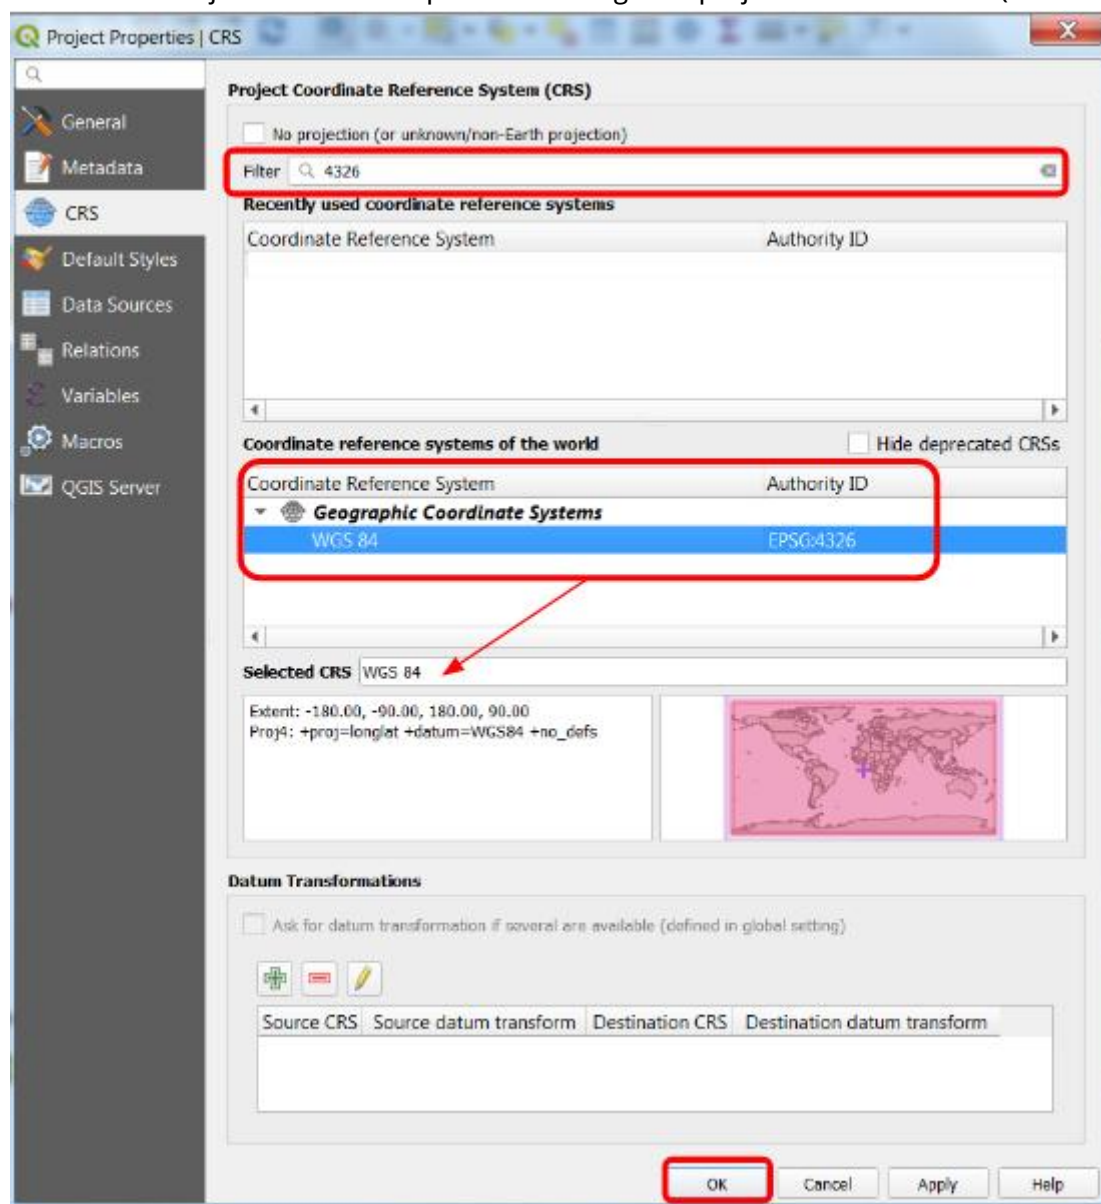 Project Properties | CRS
General
Metadata
CRS
Default Styles
Data Sources
Relations
Variables
Macros
QGIS Server
Project Coordinate Reference System (CRS)
No projection (or unknown/non-Earth projection)
Filter 4326
Recently used coordinate reference systems
Coordinate Reference System Authority ID
Coordinate reference systems of the world Hide deprecated CRSs
Coordinate Reference System Authority ID
Geographic Coordinate Systems
WGS 84 EPSG:4326
Selected CRS WGS 84
Extent: -180.00, -90.00, 180.00, 90.00
Proj4: +proj=longlat +datum=WGS84 +no_defs
Datum Transformations
Ask for datum transformation if several are available (defined in global setting)
Source CRS Source datum transform Destination CRS Destination datum transform
OK Cancel Apply Help